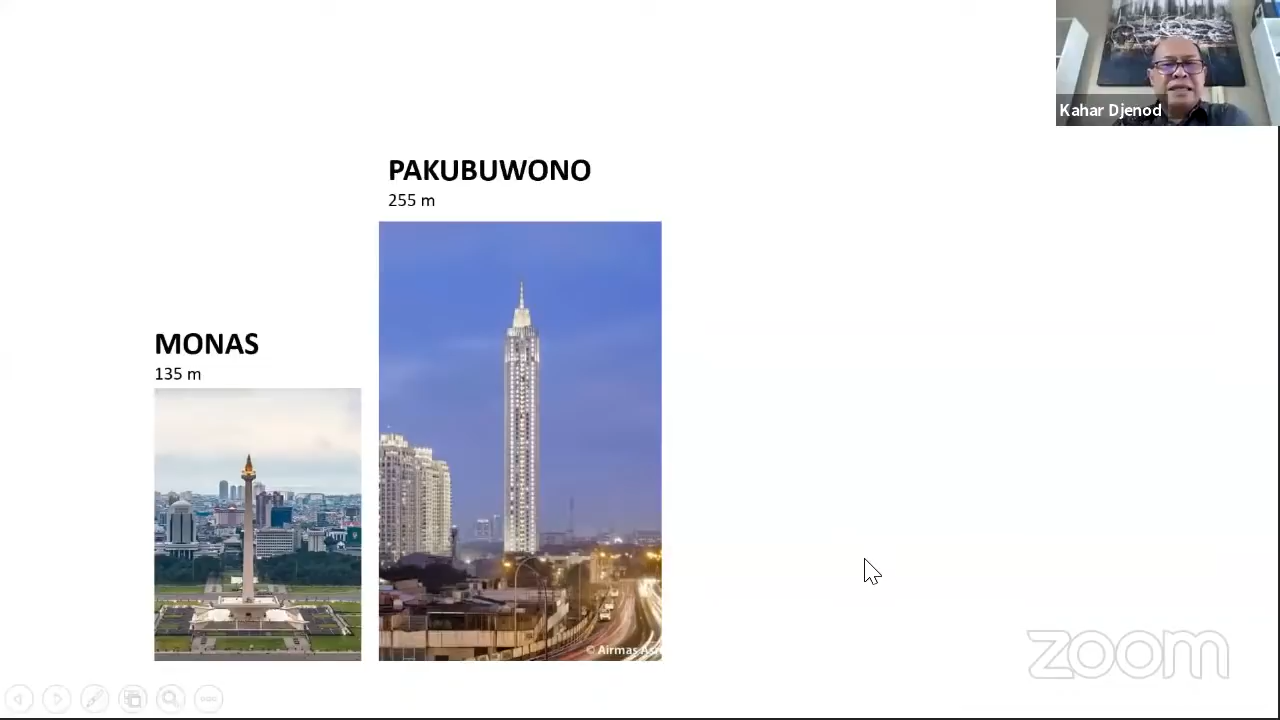 Kahar Djenod
PAKUBUWONO
255 m
MONAS
135 m
© Airmas Asri
zoom